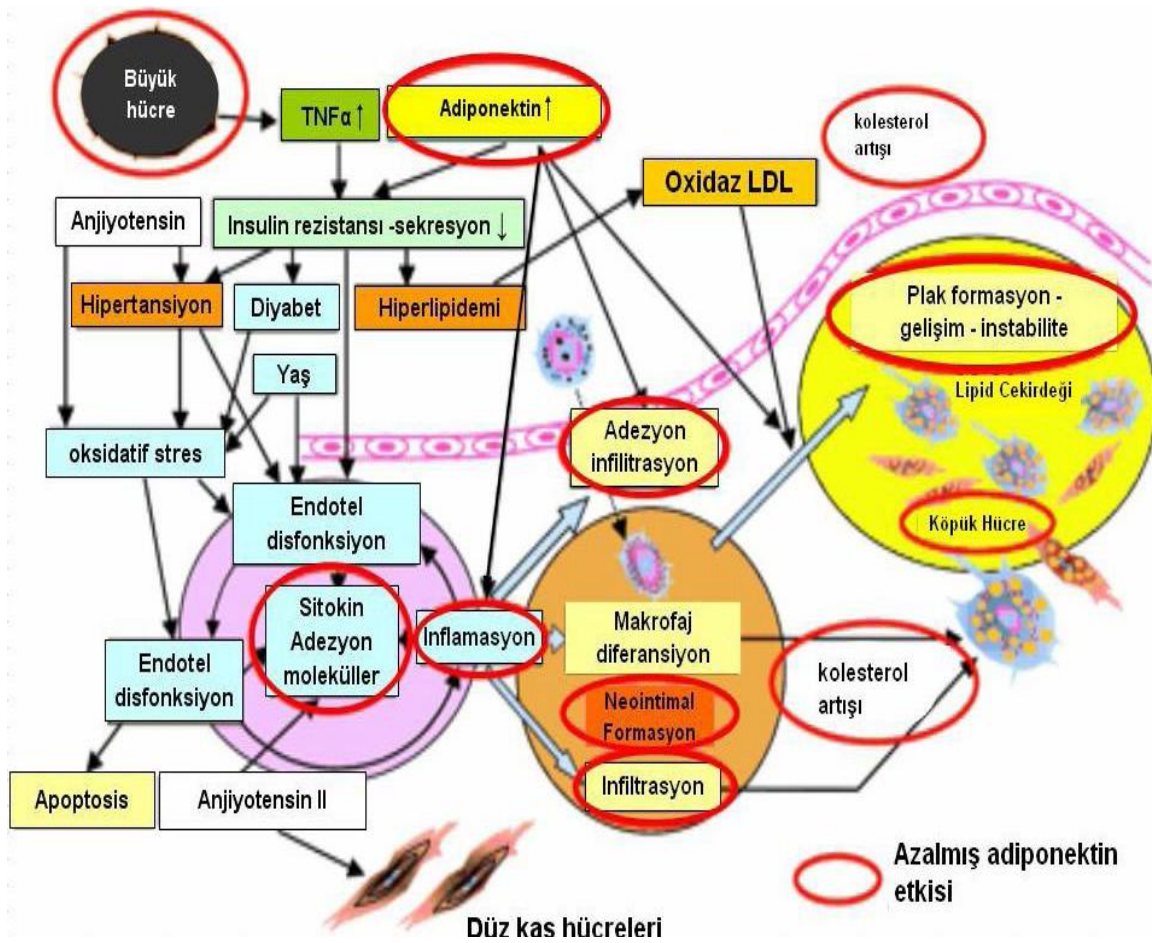 Büyük
hücre
TNFα ↑
Adiponektin ↑
kolesterol
artışı
Oxidaz LDL
Anjiyotensin
Insulin rezistansı -sekresyon ↓
Hipertansiyon
Diyabet
Hiperlipidemi
Plak formasyon -
gelişim - instabilite
Yaş
Lipid Cekirdeği
oksidatif stres
Adezyon
infilitrasyon
Endotel
disfonksiyon
Köpük Hücre
Sitokin
Adezyon
moleküller
Inflamasyon
Makrofaj
diferansiyon
Endotel
disfonksiyon
kolesterol
artışı
Neointimal
Formasyon
Infiltrasyon
Apoptosis
Anjiyotensin II
Azalmış adiponektin
etkisi
Düz kas hücreleri